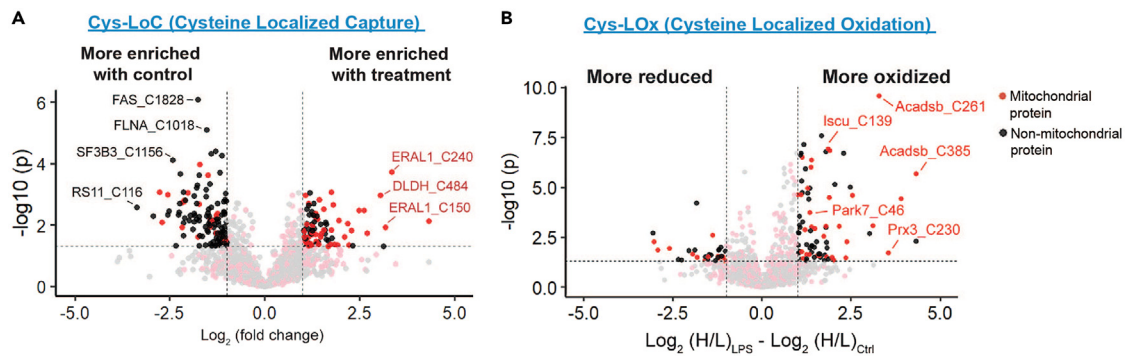 A
Cys-LoC (Cysteine Localized Capture)
More enriched
with control
More enriched
with treatment
FAS_C1828
FLNA_C1018
SF3B3_C1156
RS11_C116
ERAL1_C240
DLDH_C484
ERAL1_C150
-log10 (p)
6
4
2
0
-5.0
-2.5
0.0
2.5
5.0
Log2 (fold change)
B
Cys-LOx (Cysteine Localized Oxidation)
More reduced
More oxidized
Acadsb_C261
Iscu_C139
Acadsb_C385
Park7_C46
Prx3_C230
Mitochondrial
protein
Non-mitochondrial
protein
-log10 (p)
10.0
7.5
5.0
2.5
0.0
-5.0
-2.5
0.0
2.5
5.0
Log2 (H/L)LPS - Log2 (H/L)Ctrl